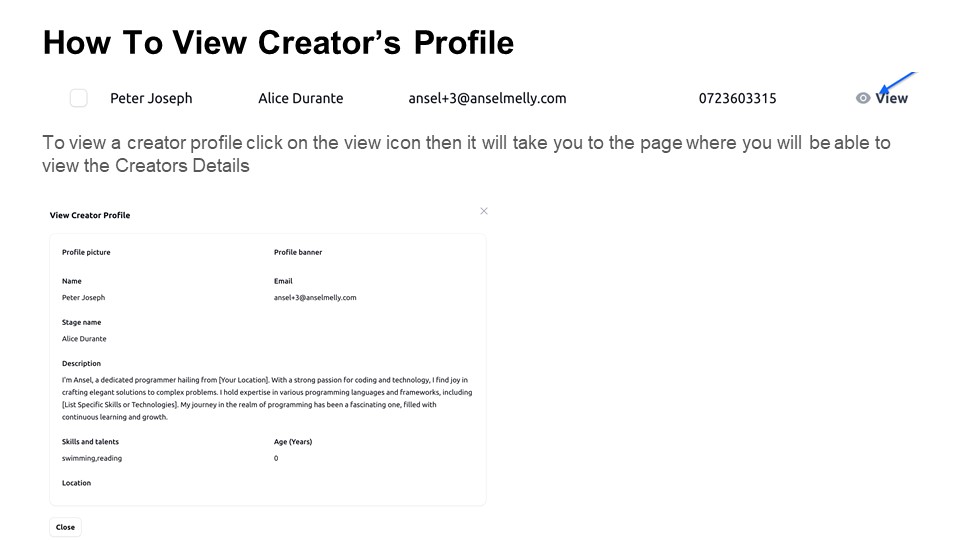 How To View Creator’s Profile
Peter Joseph Alice Durante ansel+3@anselmelly.com 0723603315 View
To view a creator profile click on the view icon then it will take you to the page where you will be able to
view the Creators Details
View Creator Profile
Profile picture Profile banner
Name Email
Peter Joseph ansel+3@anselmelly.com
Stage name
Alice Durante
Description
I'm Ansel, a dedicated programmer hailing from [Your Location]. With a strong passion for coding and technology, I find joy in
crafting elegant solutions to complex problems. I hold expertise in various programming languages and frameworks, including
[List Specific Skills or Technologies]. My journey in the realm of programming has been a fascinating one, filled with
continuous learning and growth.
Skills and talents Age (Years)
swimming,reading 0
Location
Close